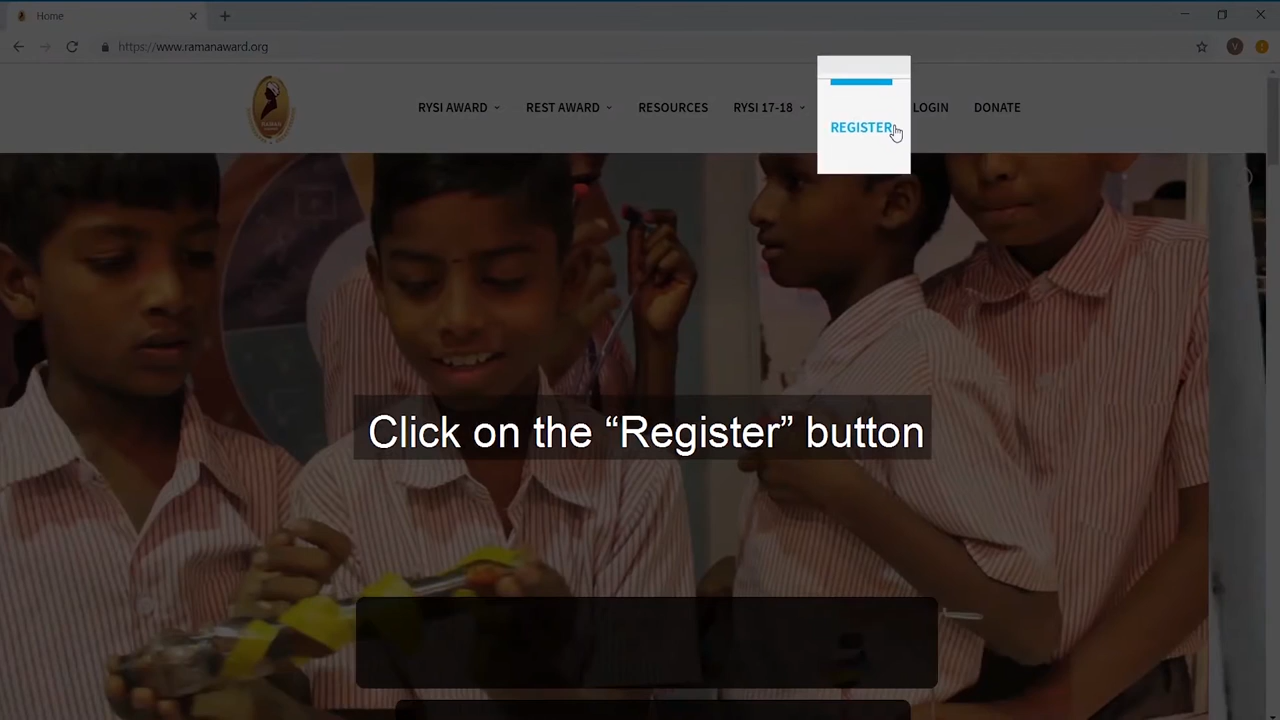 Home
https://www.ramanaward.org
RYSI AWARD
REST AWARD
RESOURCES
RYSI 17-18
REGISTER
LOGIN
DONATE
Click on the “Register” button